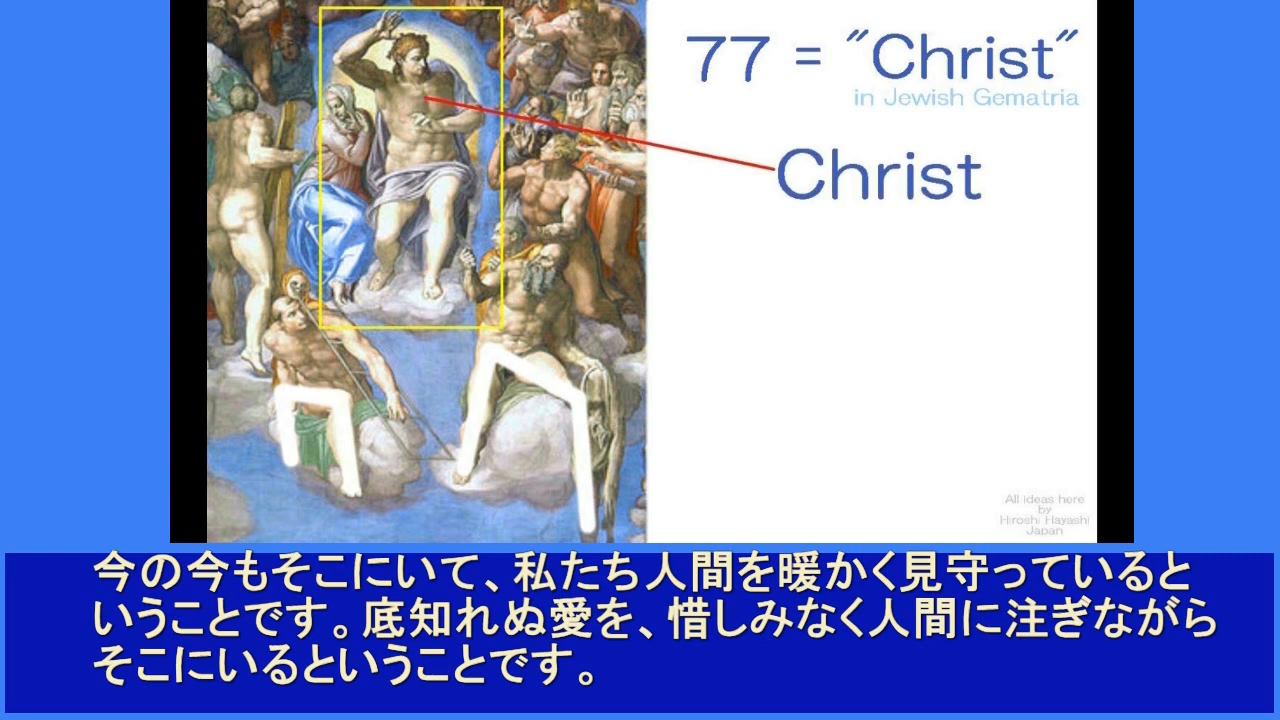 77 = "Christ"
in Jewish Gematria
Christ
All ideas here
by
Hiroshi Hayashi
Japan
今の今もそこにいて、私たち人間を暖かく見守っていると
いうことです。底知れぬ愛を、惜しみなく人間に注ぎながら
そこにいるということです。